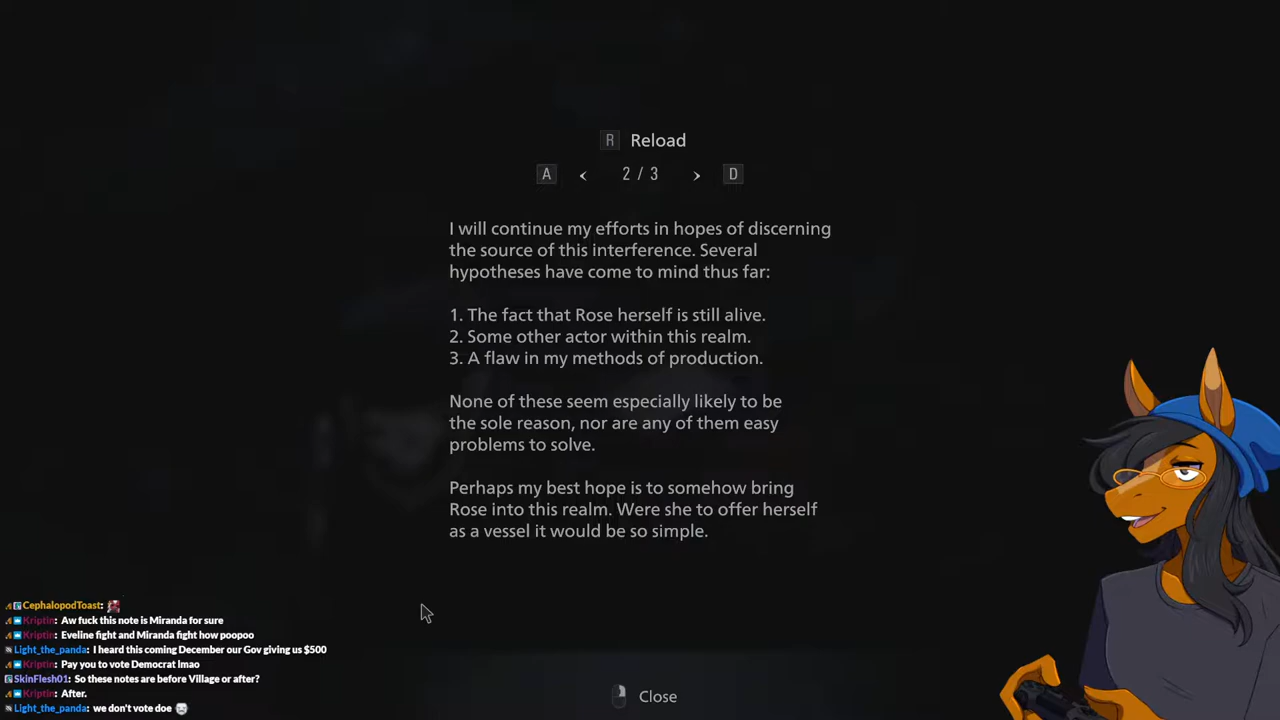 R Reload
A < 2 / 3 > D
I will continue my efforts in hopes of discerning
the source of this interference. Several
hypotheses have come to mind thus far:
1. The fact that Rose herself is still alive.
2. Some other actor within this realm.
3. A flaw in my methods of production.
None of these seem especially likely to be
the sole reason, nor are any of them easy
problems to solve.
Perhaps my best hope is to somehow bring
Rose into this realm. Were she to offer herself
as a vessel it would be so simple.
CephalopodToast:
Kriptin: Aw fuck this note is Miranda for sure
Kriptin: Eveline fight and Miranda fight how poopoo
Light_the_panda: I heard this coming December our Gov giving us $500
Kriptin: Pay you to vote Democrat lmao
SkinFlesh01: So these notes are before Village or after?
Kriptin: After.
Light_the_panda: we don't vote doe
Close